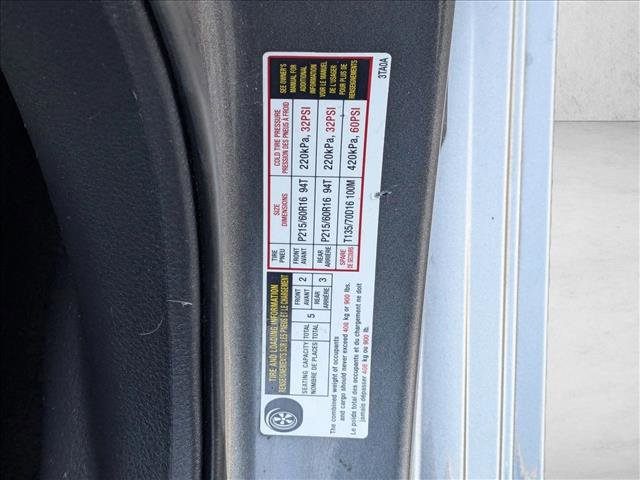 TIRE AND LOADING INFORMATION
RENSEIGNEMENTS SUR LES PNEUS ET LE CHARGEMENT
SEATING CAPACITY TOTAL 5 FRONT AVANT 2 REAR ARRIÈRE 3
NOMBRE DE PLACES TOTAL
The combined weight of occupants
and cargo should never exceed 408 kg or 900 lbs.
Le poids total des occupants et du chargement ne doit
jamais dépasser 408 kg ou 900 lb.
TIRE PNEU
SIZE DIMENSIONS
COLD TIRE PRESSURE
PRESSION DES PNEUS À FROID
FRONT AVANT P215/60R16 94T 220kPa, 32PSI
REAR ARRIÈRE P215/60R16 94T 220kPa, 32PSI
SPARE DE SECOURS T135/70D16 100M 420kPa, 60PSI
SEE OWNER'S
MANUAL FOR
ADDITIONAL
INFORMATION
VOIR LE MANUEL
DE L'USAGER
POUR PLUS DE
RENSEIGNEMENTS
3TA0A